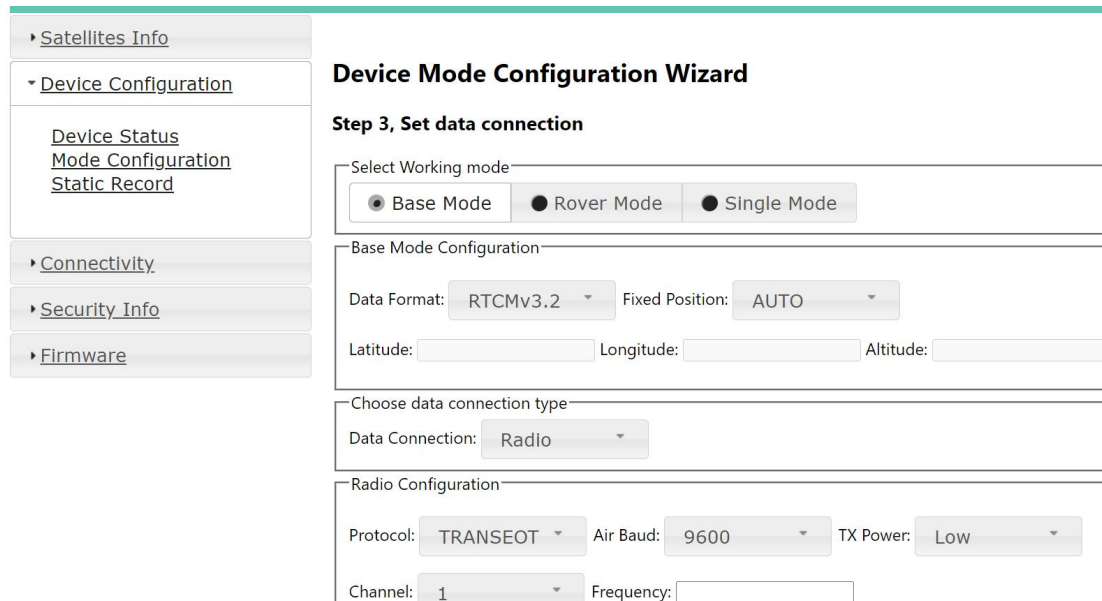 Satellites Info
Device Configuration
Device Status
Mode Configuration
Static Record
Connectivity
Security Info
Firmware
Device Mode Configuration Wizard
Step 3, Set data connection
Select Working mode
Base Mode Rover Mode Single Mode
Base Mode Configuration
Data Format: RTCMv3.2 Fixed Position: AUTO
Latitude: Longitude: Altitude:
Choose data connection type
Data Connection: Radio
Radio Configuration
Protocol: TRANSEOT Air Baud: 9600 TX Power: Low
Channel: 1 Frequency: